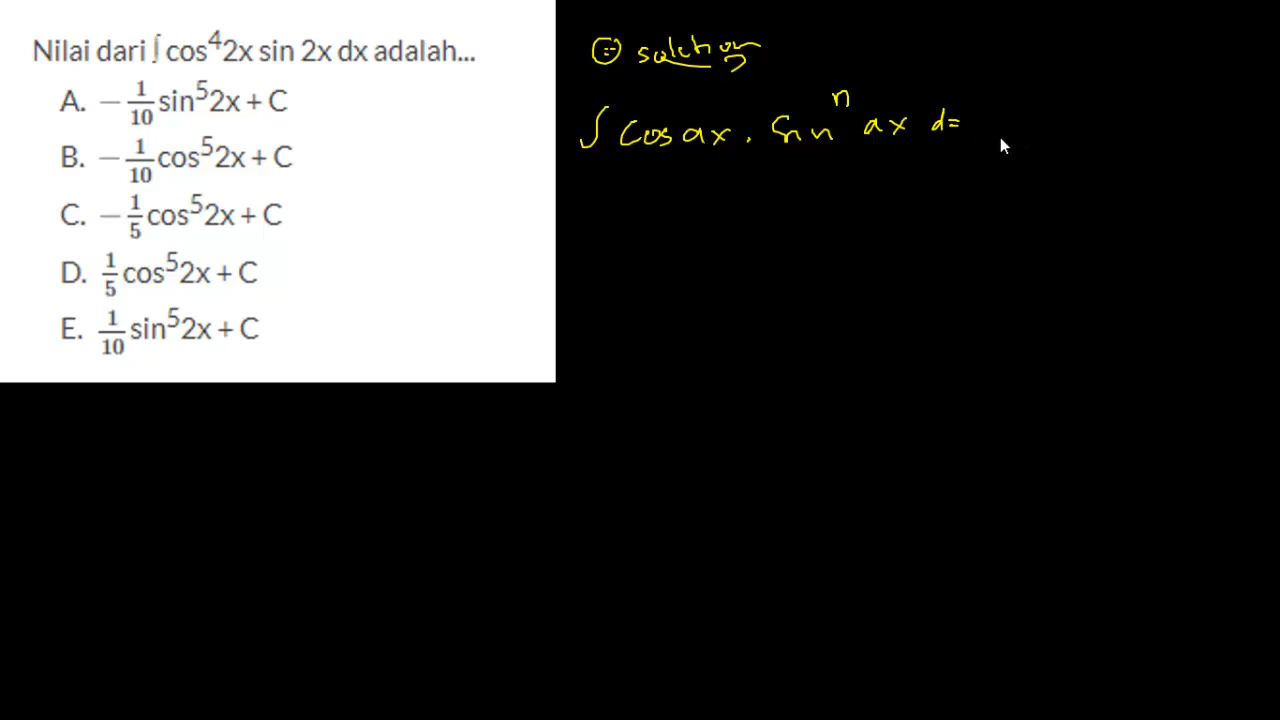 Nilai dari ∫ cos⁴2x sin 2x dx adalah...
A. −1/10 sin⁵2x + C
B. −1/10 cos⁵2x + C
C. −1/5 cos⁵2x + C
D. 1/5 cos⁵2x + C
E. 1/10 sin⁵2x + C
solution
∫ cos ax . sinⁿ ax d=